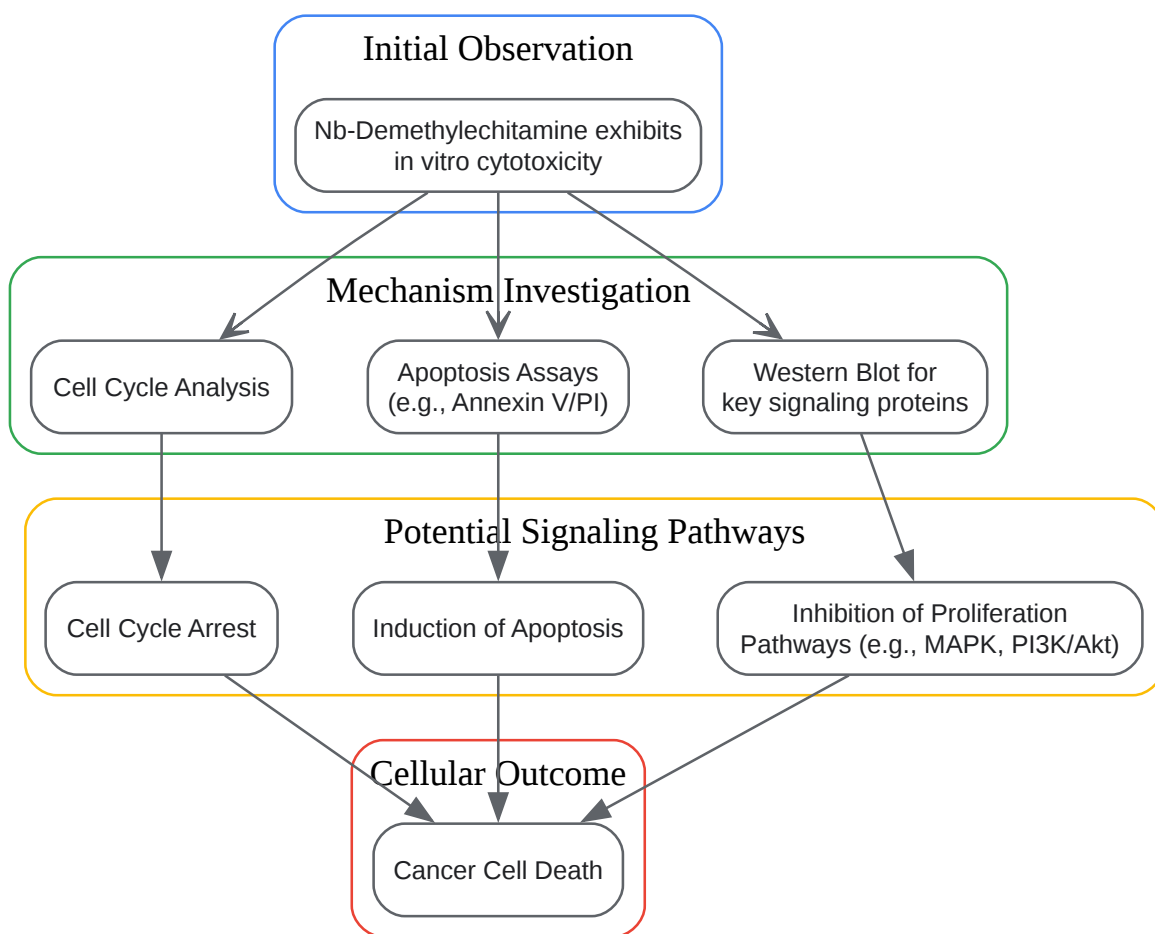 Initial Observation
Nb-Demethylechitamine exhibits
in vitro cytotoxicity
Mechanism Investigation
Cell Cycle Analysis
Apoptosis Assays
(e.g., Annexin V/PI)
Western Blot for
key signaling proteins
Potential Signaling Pathways
Cell Cycle Arrest
Induction of Apoptosis
Inhibition of Proliferation
Pathways (e.g., MAPK, PI3K/Akt)
Cellular Outcome
Cancer Cell Death